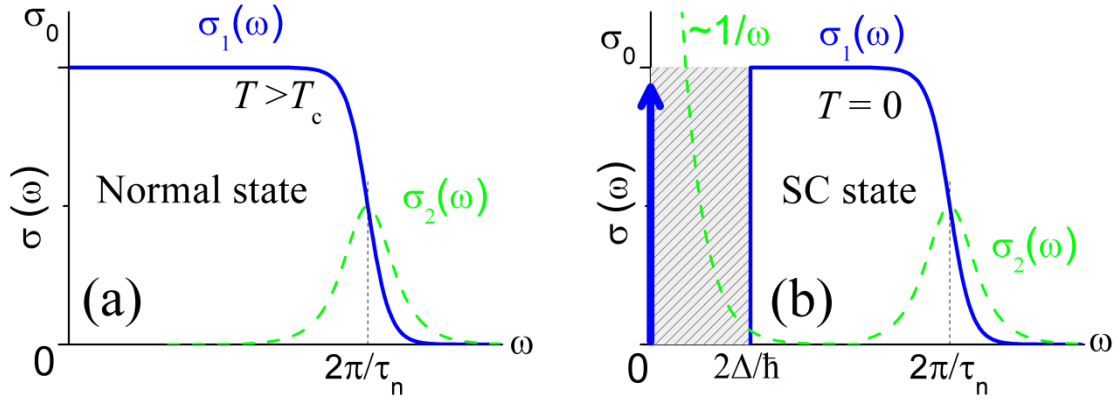 σ₀
σ₁(ω)
T >T_c
Normal state
σ₂(ω)
σ (ω)
(a)
0
2π/τₙ
ω
σ₀
~1/ω
σ₁(ω)
T = 0
SC state
σ₂(ω)
σ (ω)
(b)
0
2Δ/ħ
2π/τₙ
ω